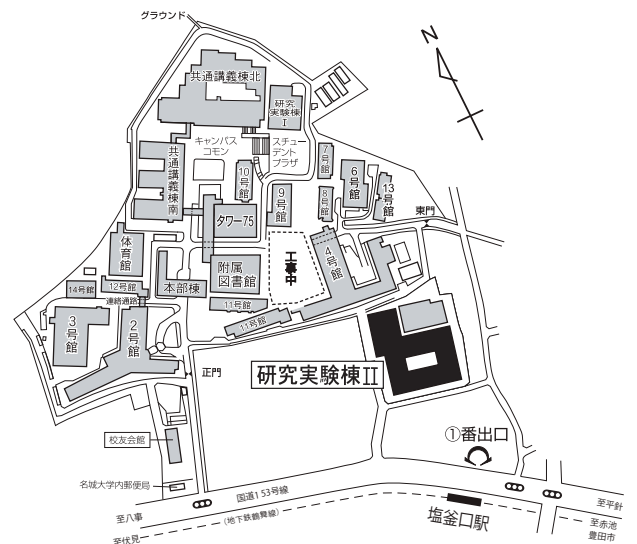 グラウンド
N
共通講義棟北
研究
実験棟
I
キャンパス
コモン
スチュー
デント
プラザ
共通講義棟南
10号館
7号館
6号館
13号館
9号館
8号館
東門
タワー75
体育館
工事中
4号館
附属
図書館
本部棟
14号館
12号館
連絡通路
11号館
11号館
3号館
2号館
正門
研究実験棟II
校友会館
①番出口
名城大学内郵便局
国道153号線
至八事
(地下鉄鶴舞線)
至伏見
塩釜口駅
至平針
至赤池
豊田市